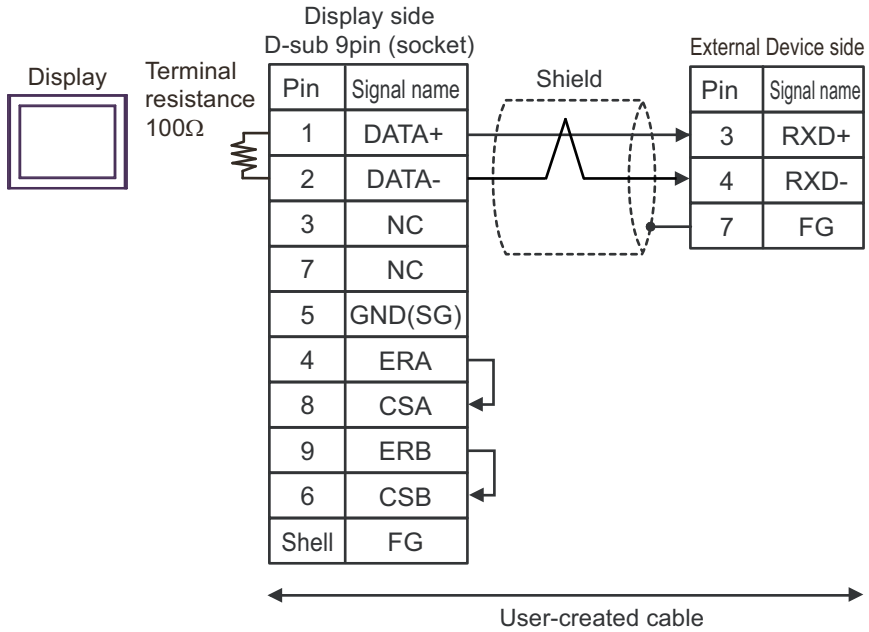 Display side
D-sub 9pin (socket)
External Device side
Display
Terminal
resistance
100Ω
Shield
Pin Signal name
1 DATA+
2 DATA-
3 NC
7 NC
5 GND(SG)
4 ERA
8 CSA
9 ERB
6 CSB
Shell FG
Pin Signal name
3 RXD+
4 RXD-
7 FG
User-created cable